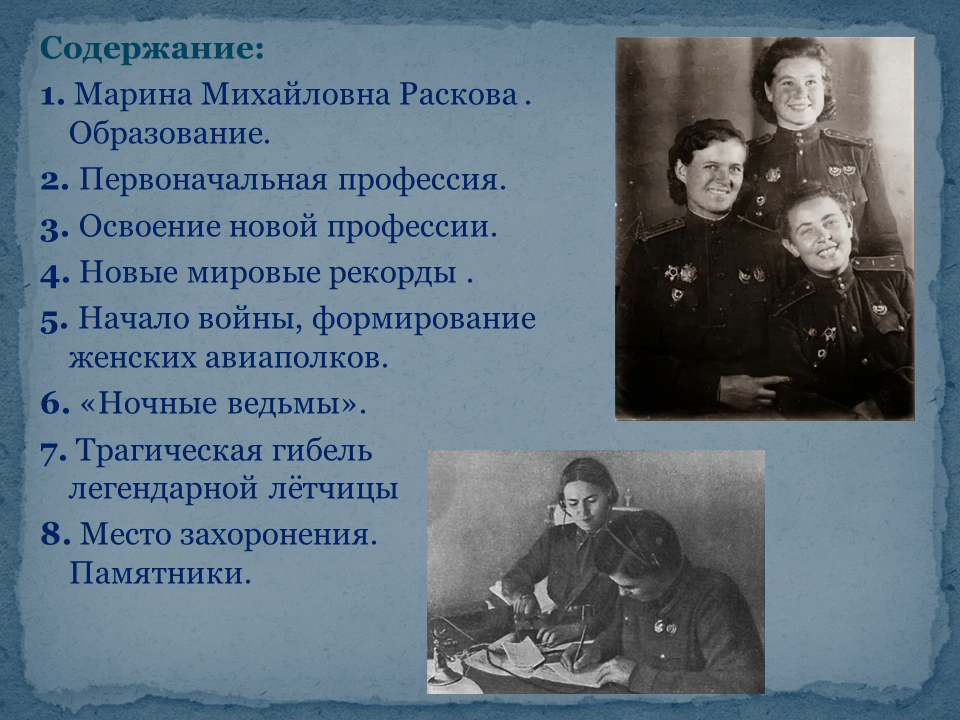 Содержание:
1. Марина Михайловна Раскова .
Образование.
2. Первоначальная профессия.
3. Освоение новой профессии.
4. Новые мировые рекорды .
5. Начало войны, формирование
женских авиаполков.
6. «Ночные ведьмы».
7. Трагическая гибель
легендарной лётчицы
8. Место захоронения.
Памятники.